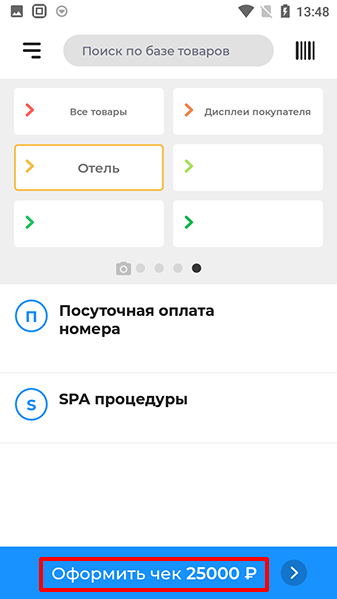 13:48
Поиск по базе товаров
Все товары
Дисплеи покупателя
Отель
П
Посуточная оплата
номера
S
SPA процедуры
Оформить чек 25000 ₽